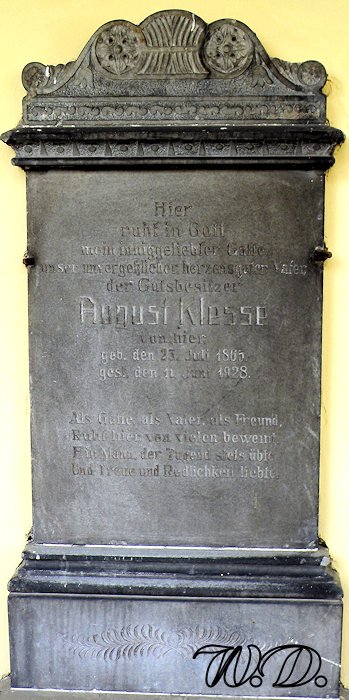 Hier
ruht in Gott
mein inniggeliebter Gatte,
unser unvergeßlicher herzensguter Vater,
der Gutsbesitzer
August Klesse
von hier,
geb. den 23. Juli 1865,
gest. den 11. Juni 1928.
Als Gatte, als Vater, als Freund,
Ruht hier von vielen beweint,
Ein Mann, der Tugend stets übte
Und Treue und Redlichkeit liebte.
W. D.